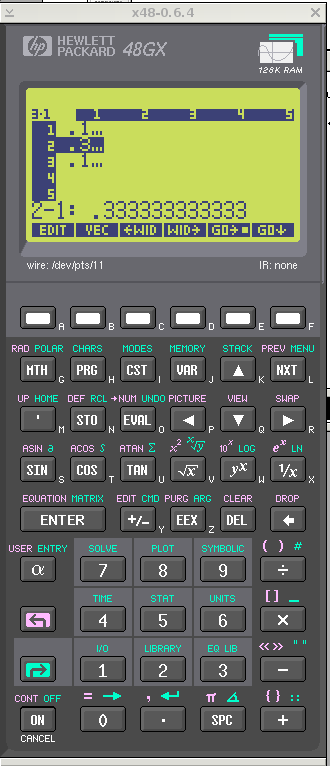 x48-0.6.4
hp HEWLETT PACKARD 48GX
128K RAM
3·1 1 2 3 4 5
1 .1…
2 .3…
3 .1…
4
5
2-1: .333333333333
EDIT VEC ←WID WID→ GO→■ GO↓
wire: /dev/pts/11 IR: none
A B C D E F
RAD POLAR CHARS MODES MEMORY STACK PREV MENU
MTH G PRG H CST I VAR J ▲ K NXT L
UP HOME DEF RCL →NUM UNDO PICTURE VIEW SWAP
' M STO N EVAL O ◀ P ▼ Q ▶ R
ASIN ∂ ACOS ∫ ATAN Σ x² ˣ√y 10ˣ LOG eˣ LN
SIN S COS T TAN U √x V yˣ W 1/x X
EQUATION MATRIX EDIT CMD PURG ARG CLEAR DROP
ENTER +/− Y EEX Z DEL ←
USER ENTRY SOLVE PLOT SYMBOLIC ( ) #
α 7 8 9 ÷
TIME STAT UNITS [ ] _
4 5 6 ×
I/O LIBRARY EQ LIB «» " "
1 2 3 −
CONT OFF = → , ↵ π ∡ { } ::
ON 0 . SPC +
CANCEL